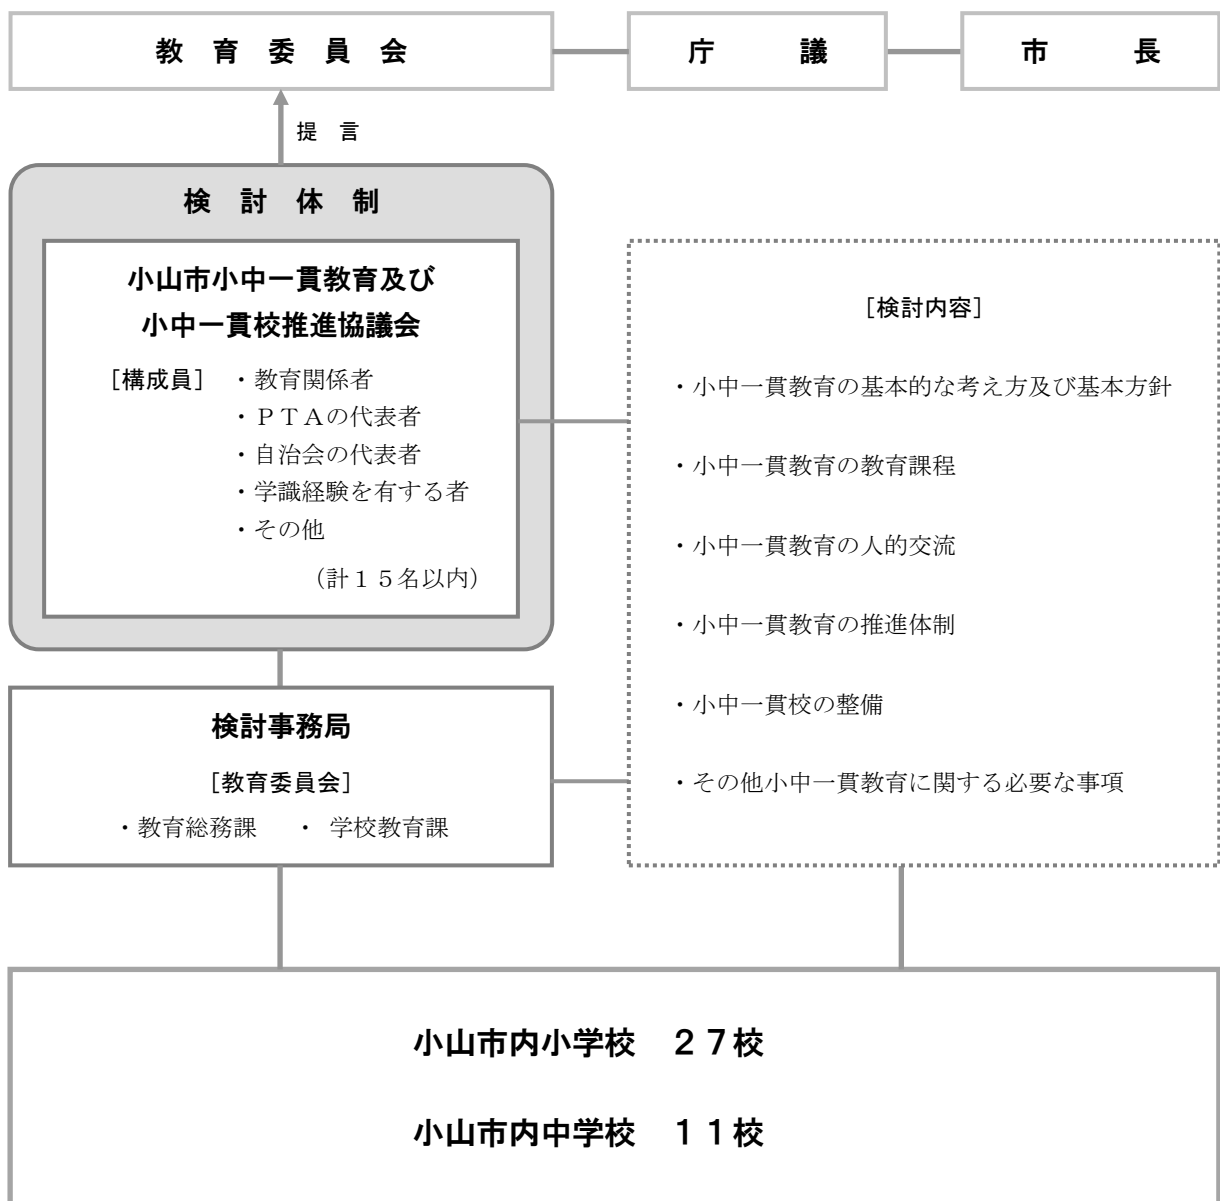 教 育 委 員 会
庁 議
市 長
提 言
検 討 体 制
小山市小中一貫教育及び
小中一貫校推進協議会
［構成員］ ・教育関係者
・ＰＴＡの代表者
・自治会の代表者
・学識経験を有する者
・その他
（計１５名以内）
［検討内容］
・小中一貫教育の基本的な考え方及び基本方針
・小中一貫教育の教育課程
・小中一貫教育の人的交流
・小中一貫教育の推進体制
・小中一貫校の整備
・その他小中一貫教育に関する必要な事項
検討事務局
［教育委員会］
・教育総務課 ・ 学校教育課
小山市内小学校 ２７校
小山市内中学校 １１校